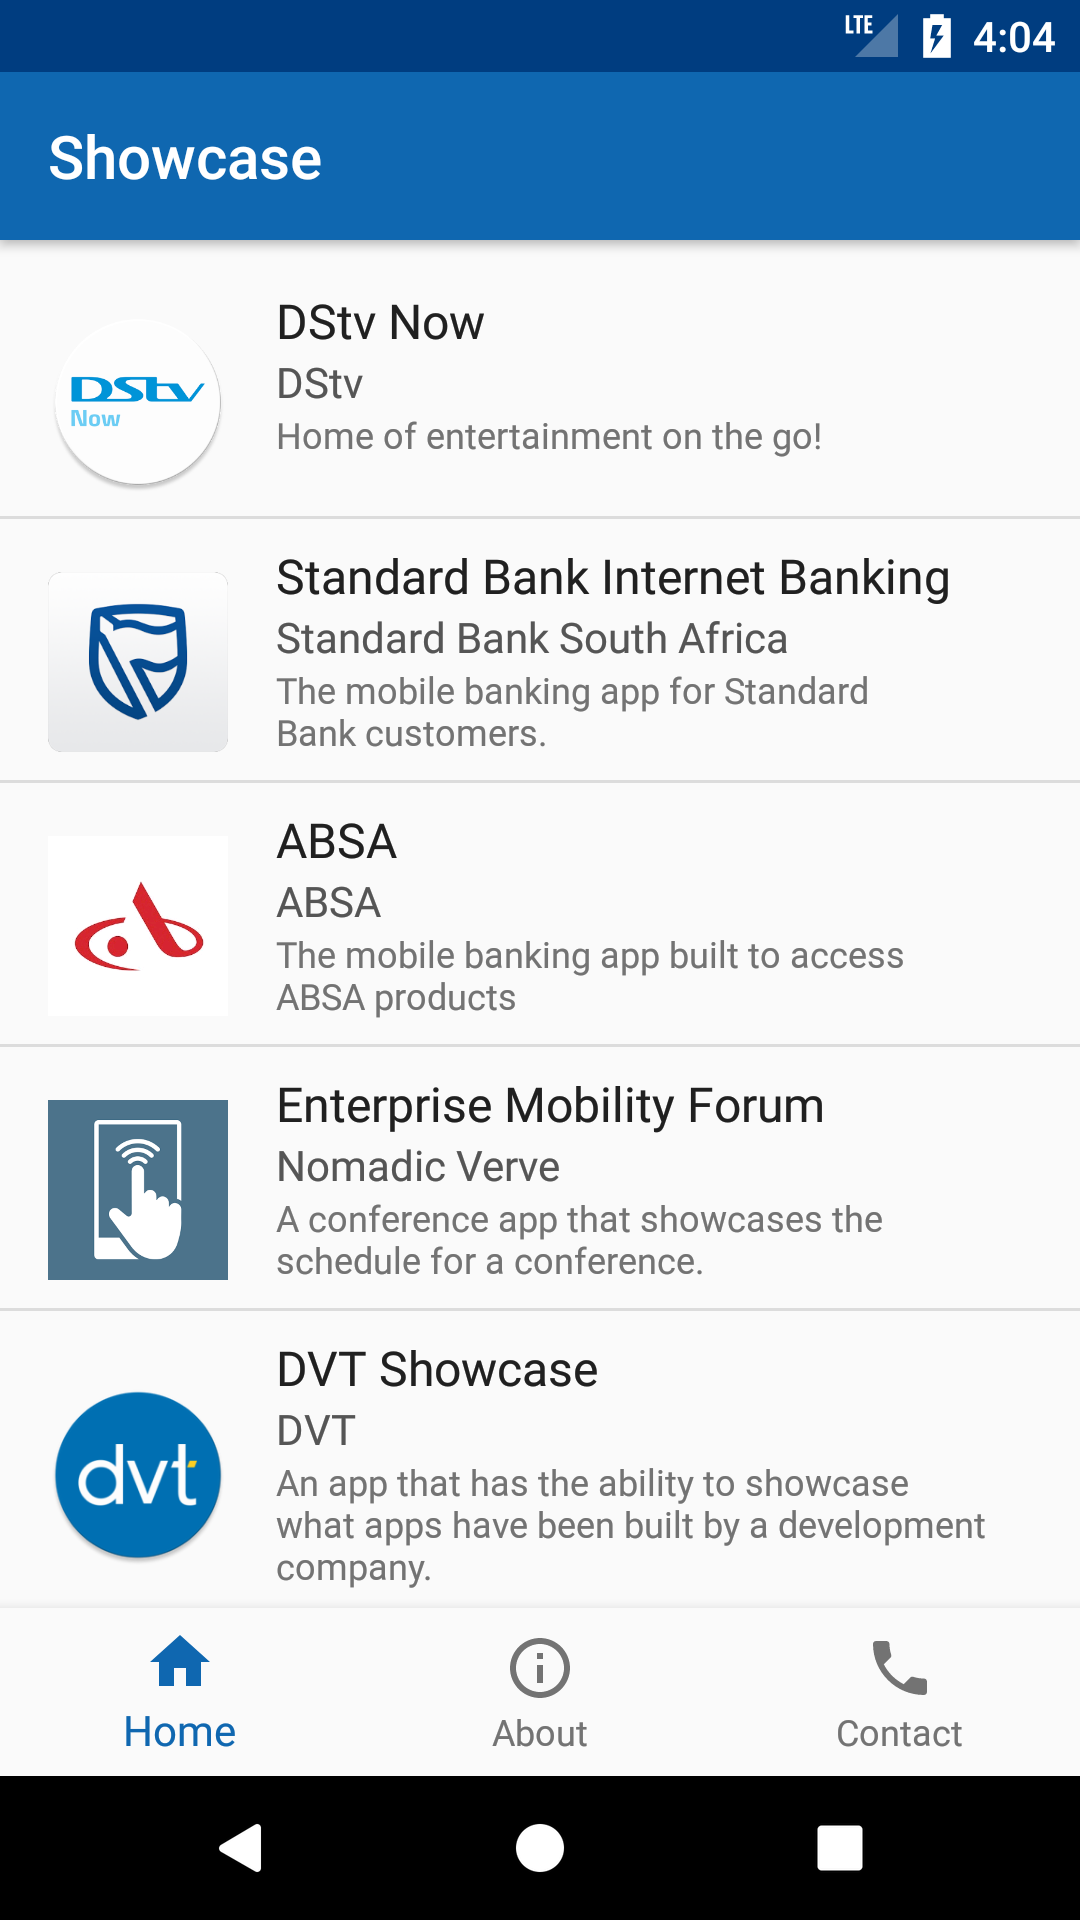 LTE 4:04
Showcase
DStv Now
DStv
Home of entertainment on the go!
DStv
Now
Standard Bank Internet Banking
Standard Bank South Africa
The mobile banking app for Standard
Bank customers.
ABSA
ABSA
The mobile banking app built to access
ABSA products
Enterprise Mobility Forum
Nomadic Verve
A conference app that showcases the
schedule for a conference.
DVT Showcase
DVT
An app that has the ability to showcase
what apps have been built by a development
company.
dvt
Home
About
Contact